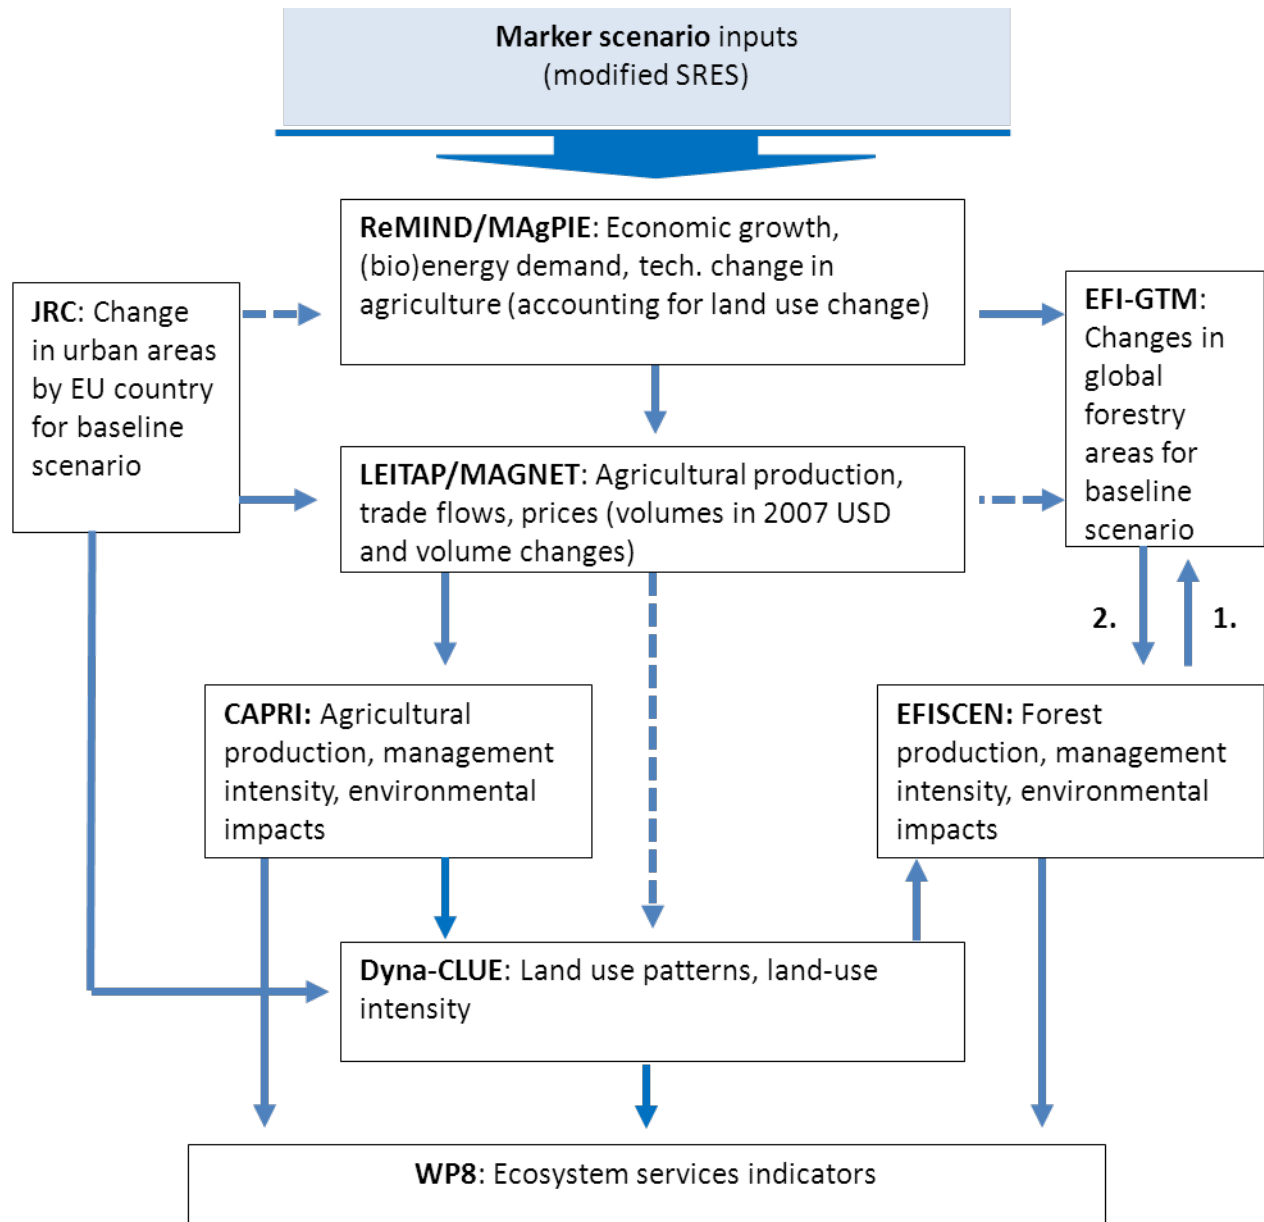 Marker scenario inputs
(modified SRES)
ReMIND/MAgPIE: Economic growth,
(bio)energy demand, tech. change in
agriculture (accounting for land use change)
JRC: Change
in urban areas
by EU country
for baseline
scenario
EFI-GTM:
Changes in
global
forestry
areas for
baseline
scenario
LEITAP/MAGNET: Agricultural production,
trade flows, prices (volumes in 2007 USD
and volume changes)
2.
1.
CAPRI: Agricultural
production, management
intensity, environmental
impacts
EFISCEN: Forest
production, management
intensity, environmental
impacts
Dyna-CLUE: Land use patterns, land-use
intensity
WP8: Ecosystem services indicators